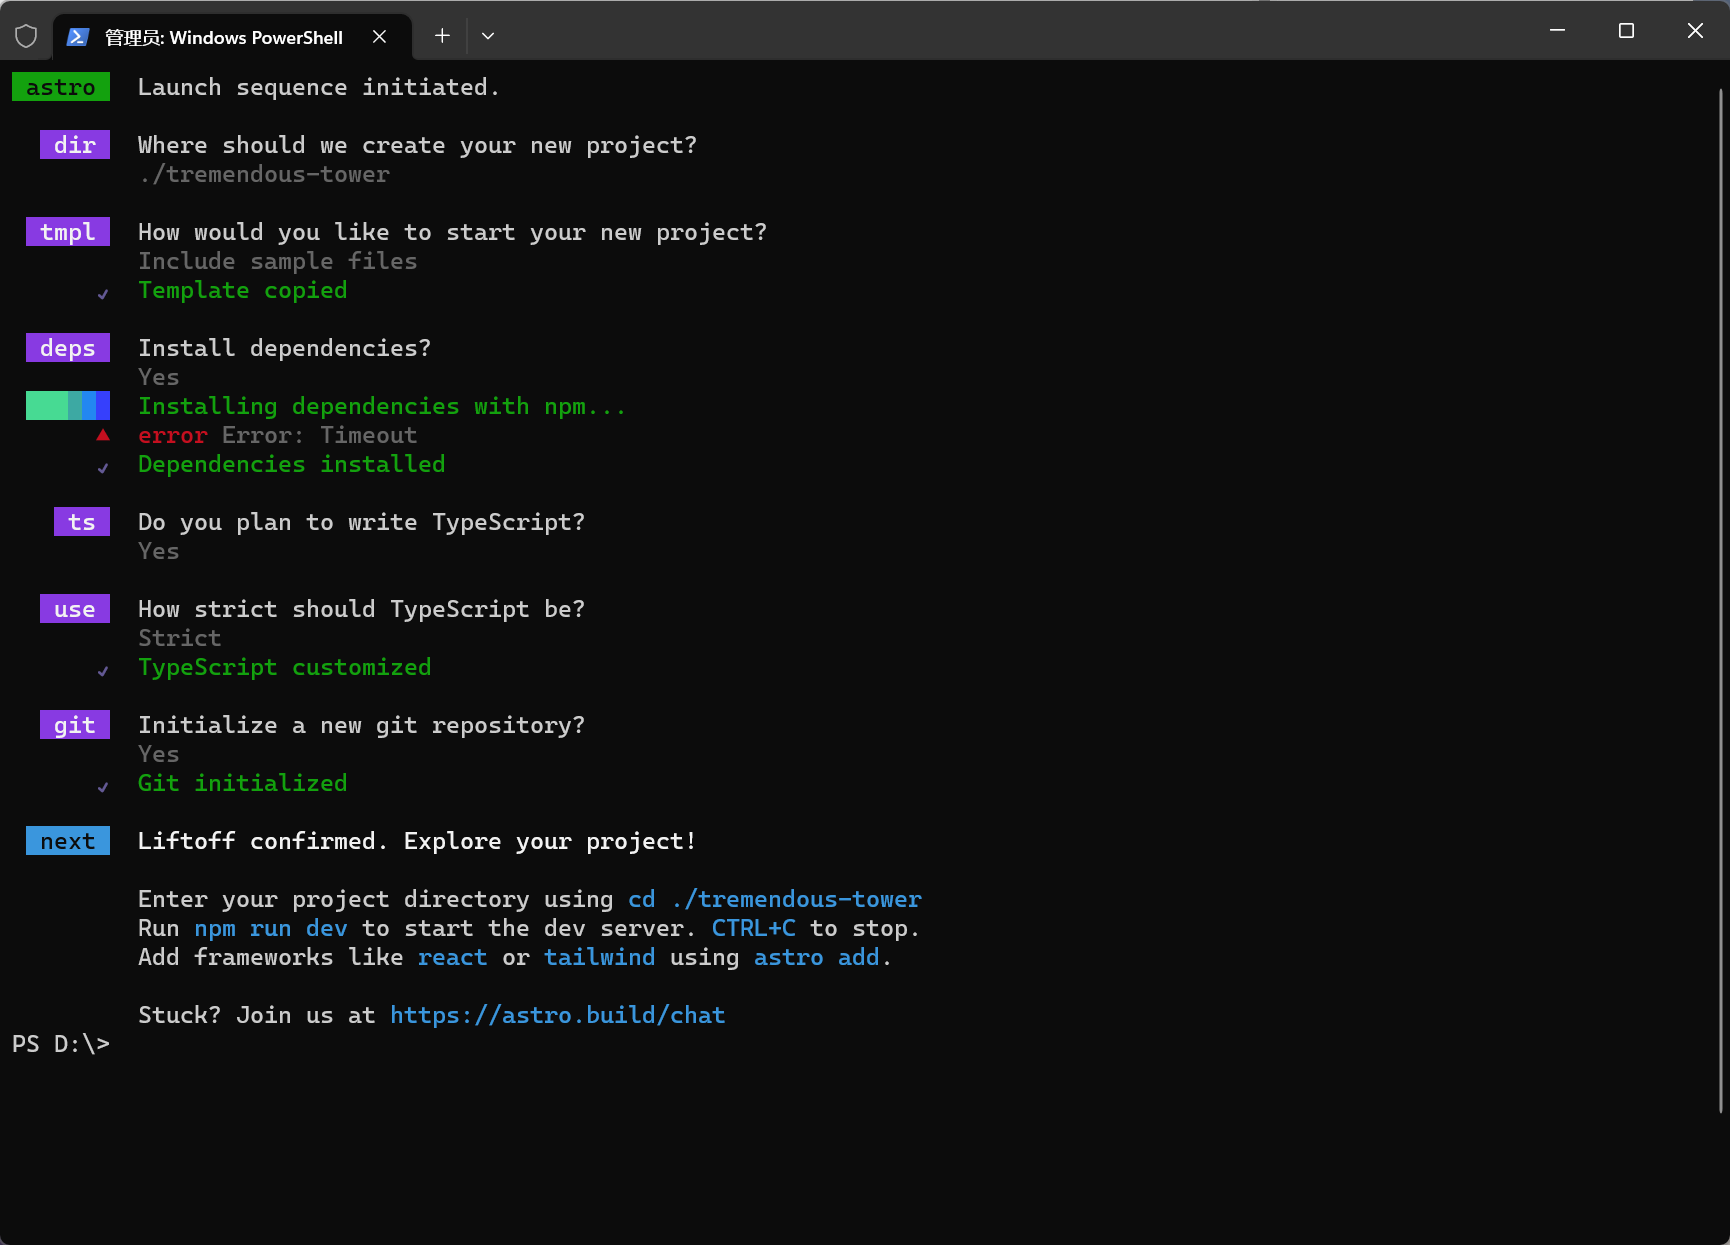 管理员: Windows PowerShell
astro Launch sequence initiated.
dir Where should we create your new project?
./tremendous-tower
tmpl How would you like to start your new project?
Include sample files
✔ Template copied
deps Install dependencies?
Yes
Installing dependencies with npm...
▲ error Error: Timeout
✔ Dependencies installed
ts Do you plan to write TypeScript?
Yes
use How strict should TypeScript be?
Strict
✔ TypeScript customized
git Initialize a new git repository?
Yes
✔ Git initialized
next Liftoff confirmed. Explore your project!
Enter your project directory using cd ./tremendous-tower
Run npm run dev to start the dev server. CTRL+C to stop.
Add frameworks like react or tailwind using astro add.
Stuck? Join us at https://astro.build/chat
PS D:\>